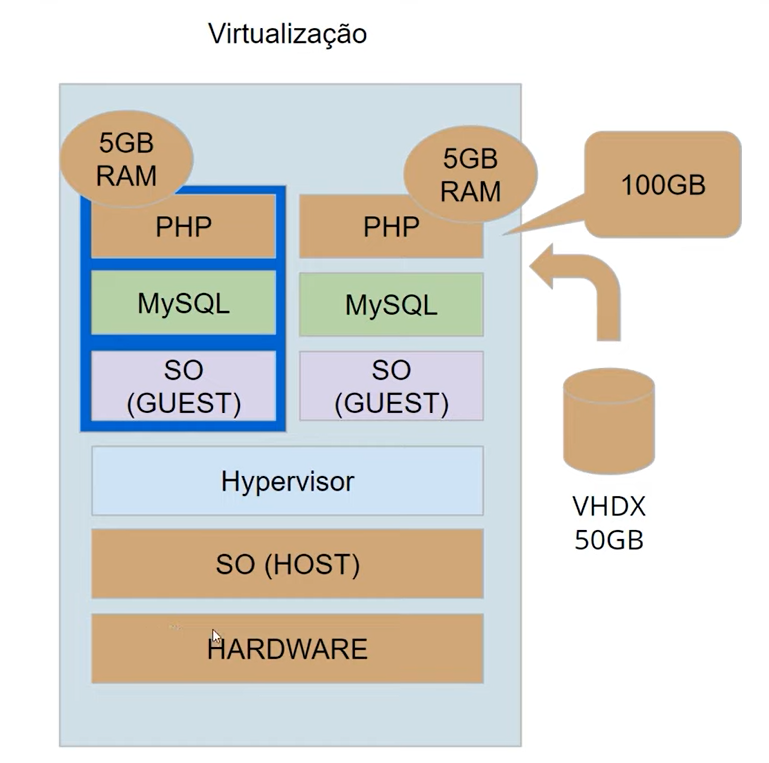 Virtualização
5GB
RAM
5GB
RAM
100GB
PHP
PHP
MySQL
MySQL
SO
(GUEST)
SO
(GUEST)
Hypervisor
VHDX
50GB
SO (HOST)
HARDWARE